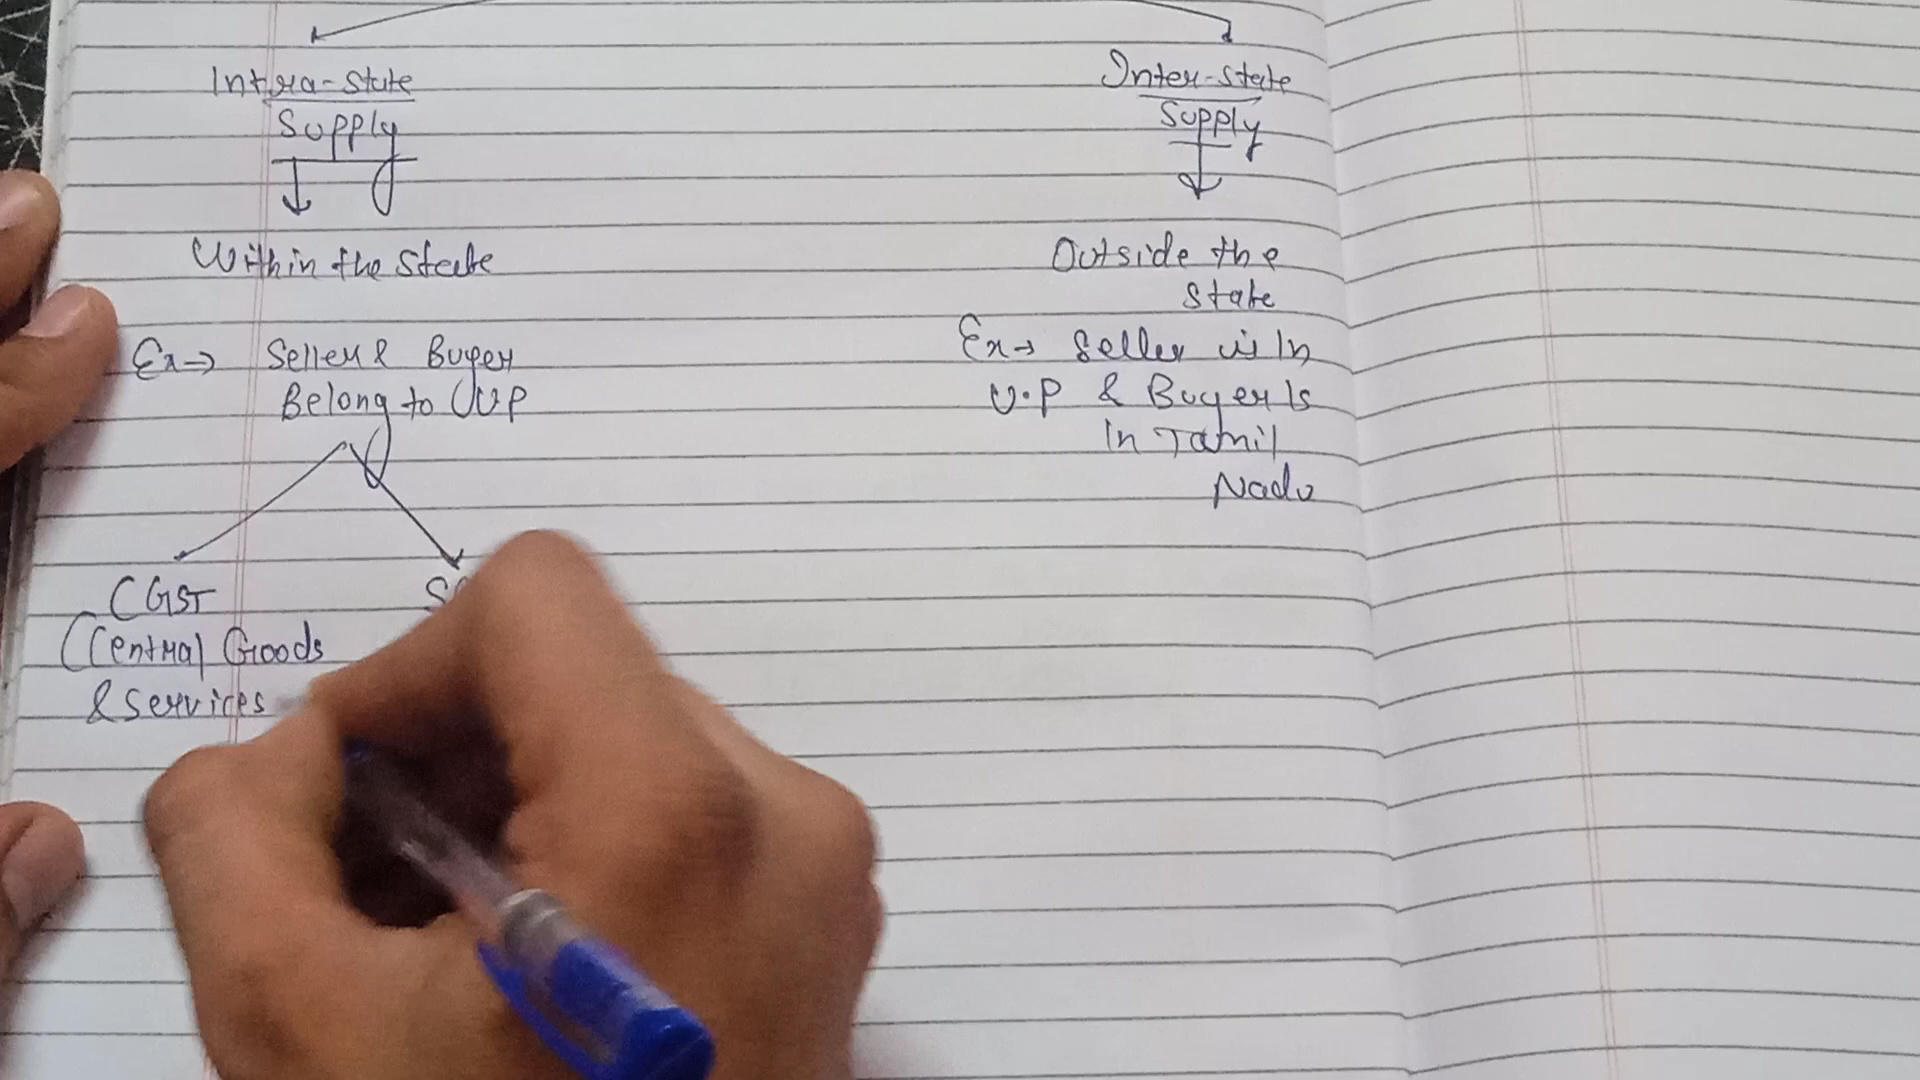 Intra-State
Supply
Within the State
Ex→ Seller & Buyer
Belong to UP
CGST
(Central Goods
& Services
Inter-State
Supply
Outside the
state
Ex→ Seller is In
U.P & Buyer Is
In Tamil
Nadu